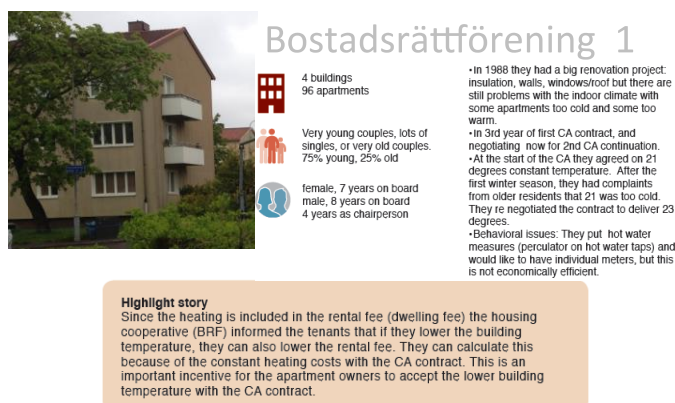 Bostadsrättförening 1
4 buildings
96 apartments
Very young couples, lots of
singles, or very old couples.
75% young, 25% old
female, 7 years on board
male, 8 years on board
4 years as chairperson
•In 1988 they had a big renovation project:
insulation, walls, windows/roof but there are
still problems with the indoor climate with
some apartments too cold and some too
warm.
•In 3rd year of first CA contract, and
negotiating now for 2nd CA continuation.
•At the start of the CA they agreed on 21
degrees constant temperature. After the
first winter season, they had complaints
from older residents that 21 was too cold.
They re negotiated the contract to deliver 23
degrees.
•Behavioral issues: They put hot water
measures (perculator on hot water taps) and
would like to have individual meters, but this
is not economically efficient.
Highlight story
Since the heating is included in the rental fee (dwelling fee) the housing
cooperative (BRF) informed the tenants that if they lower the building
temperature, they can also lower the rental fee. They can calculate this
because of the constant heating costs with the CA contract. This is an
important incentive for the apartment owners to accept the lower building
temperature with the CA contract.